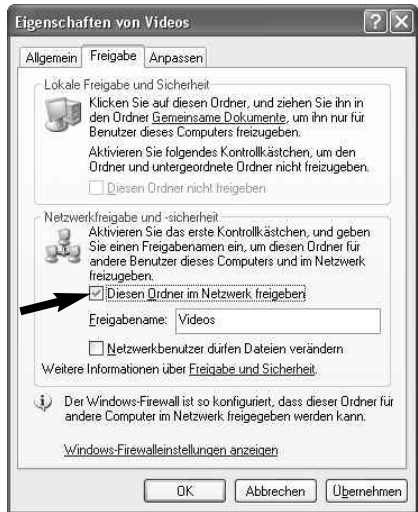 Eigenschaften von Videos
Allgemein Freigabe Anpassen
Lokale Freigabe und Sicherheit
Klicken Sie auf diesen Ordner, und ziehen Sie ihn in
den Ordner Gemeinsame Dokumente, um ihn nur für
Benutzer dieses Computers freizugeben.
Aktivieren Sie folgendes Kontrollkästchen, um den
Ordner und untergeordnete Ordner nicht freizugeben.
Diesen Ordner nicht freigeben
Netzwerkfreigabe und -sicherheit
Aktivieren Sie das erste Kontrollkästchen, und geben
Sie einen Freigabenamen ein, um diesen Ordner für
andere Benutzer dieses Computers und im Netzwerk
freizugeben.
Diesen Ordner im Netzwerk freigeben
Freigabename: Videos
Netzwerkbenutzer dürfen Dateien verändern
Weitere Informationen über Freigabe und Sicherheit.
Der Windows-Firewall ist so konfiguriert, dass dieser Ordner für
andere Computer im Netzwerk freigegeben werden kann.
Windows-Firewalleinstellungen anzeigen
OK Abbrechen Übernehmen